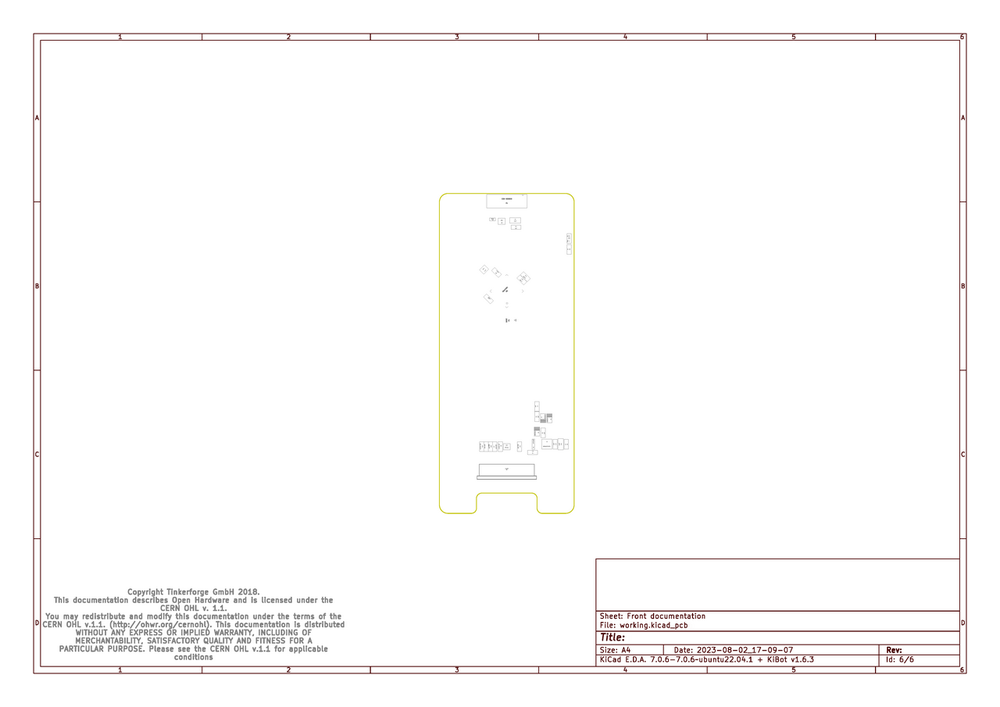 1 2 3 4 5 6
A A
B B
C C
Copyright Tinkerforge GmbH 2018.
This documentation describes Open Hardware and is licensed under the
CERN OHL v. 1.1.
You may redistribute and modify this documentation under the terms of the
CERN OHL v.1.1. (http://ohwr.org/cernohl). This documentation is distributed
WITHOUT ANY EXPRESS OR IMPLIED WARRANTY, INCLUDING OF
MERCHANTABILITY, SATISFACTORY QUALITY AND FITNESS FOR A
PARTICULAR PURPOSE. Please see the CERN OHL v.1.1 for applicable
conditions
D D
Sheet: Front documentation
File: working.kicad_pcb
Title:
Size: A4 Date: 2023-08-02_17-09-07 Rev:
KiCad E.D.A. 7.0.6-7.0.6-ubuntu22.04.1 + KiBot v1.6.3 Id: 6/6
1 2 3 4 5 6